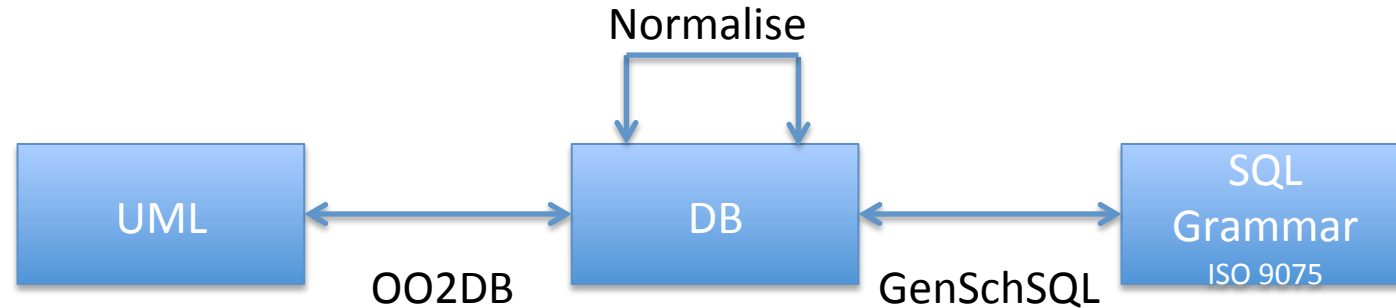 Normalise
UML
DB
SQL
Grammar
ISO 9075
OO2DB
GenSchSQL